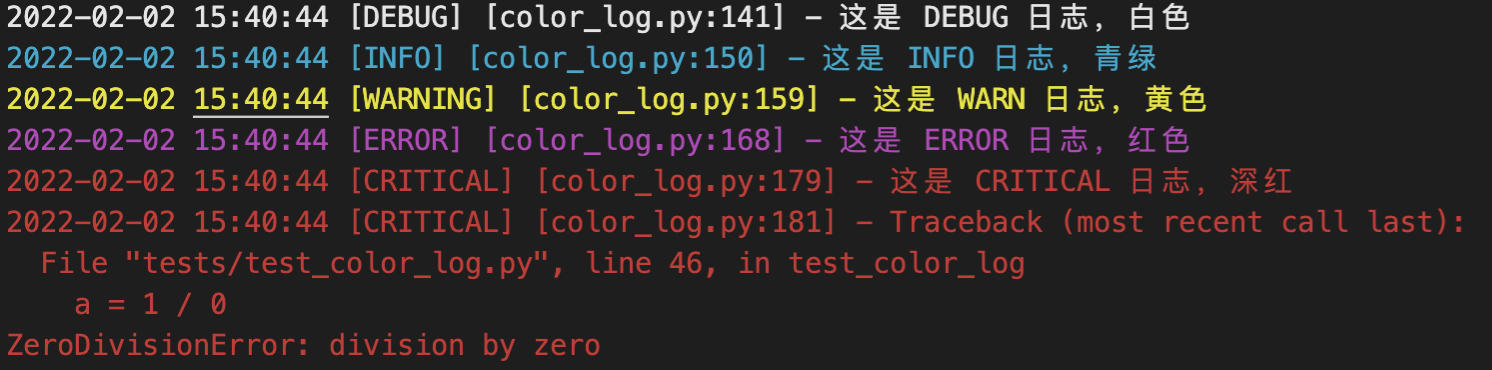 2022-02-02 15:40:44 [DEBUG] [color_log.py:141] - 这是 DEBUG 日志, 白色
2022-02-02 15:40:44 [INFO] [color_log.py:150] - 这是 INFO 日志, 青绿
2022-02-02 15:40:44 [WARNING] [color_log.py:159] - 这是 WARN 日志, 黄色
2022-02-02 15:40:44 [ERROR] [color_log.py:168] - 这是 ERROR 日志, 红色
2022-02-02 15:40:44 [CRITICAL] [color_log.py:179] - 这是 CRITICAL 日志, 深红
2022-02-02 15:40:44 [CRITICAL] [color_log.py:181] - Traceback (most recent call last):
  File "tests/test_color_log.py", line 46, in test_color_log
    a = 1 / 0
ZeroDivisionError: division by zero